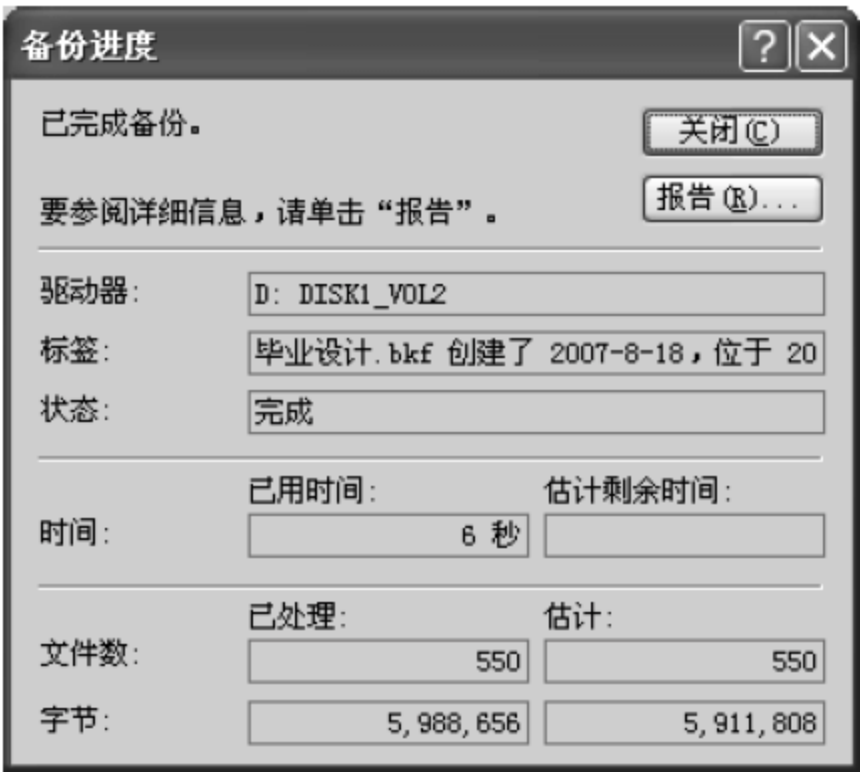 备份进度
已完成备份。
关闭(C)
要参阅详细信息，请单击“报告”。
报告(R)...
驱动器: D: DISK1_VOL2
标签: 毕业设计.bkf 创建了 2007-8-18，位于 20
状态: 完成
已用时间: 估计剩余时间:
时间: 6 秒
已处理: 估计:
文件数: 550 550
字节: 5,988,656 5,911,808